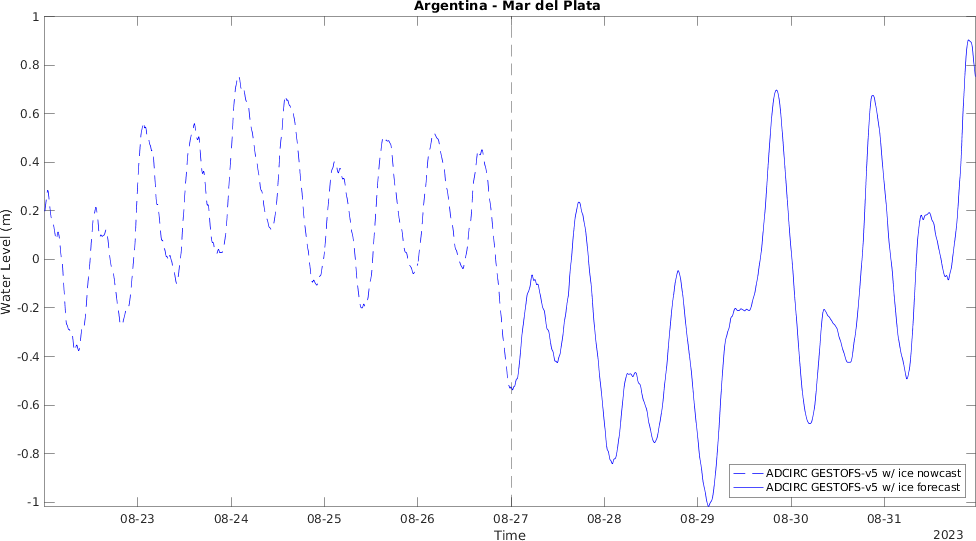 Argentina - Mar del Plata
1
0.8
0.6
0.4
0.2
0
-0.2
-0.4
-0.6
-0.8
-1
Water Level (m)
ADCIRC GESTOFS-v5 w/ ice nowcast
ADCIRC GESTOFS-v5 w/ ice forecast
08-23 08-24 08-25 08-26 08-27 08-28 08-29 08-30 08-31
Time
2023